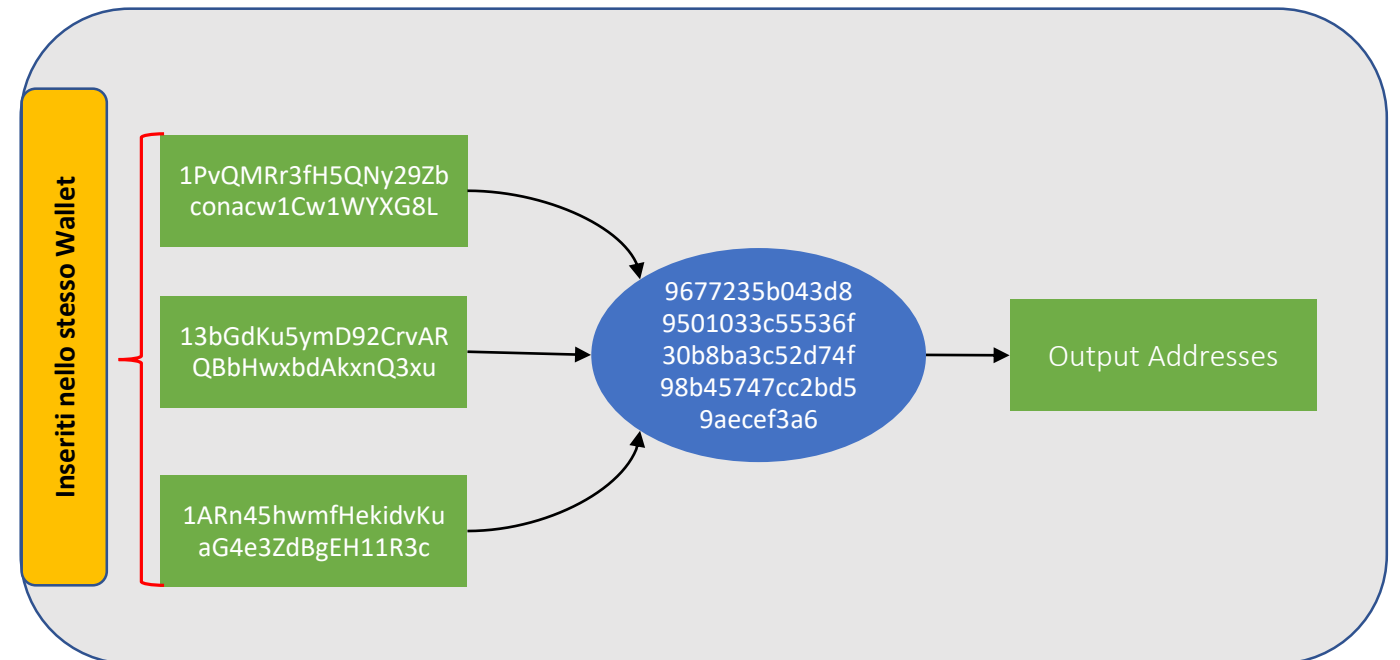 Inseriti nello stesso Wallet
1PvQMRr3fH5QNy29Zb
conacw1Cw1WYXG8L
13bGdKu5ymD92CrvAR
QBbHwxbdAkxnQ3xu
1ARn45hwmfHekidvKu
aG4e3ZdBgEH11R3c
9677235b043d8
9501033c55536f
30b8ba3c52d74f
98b45747cc2bd5
9aecef3a6
Output Addresses